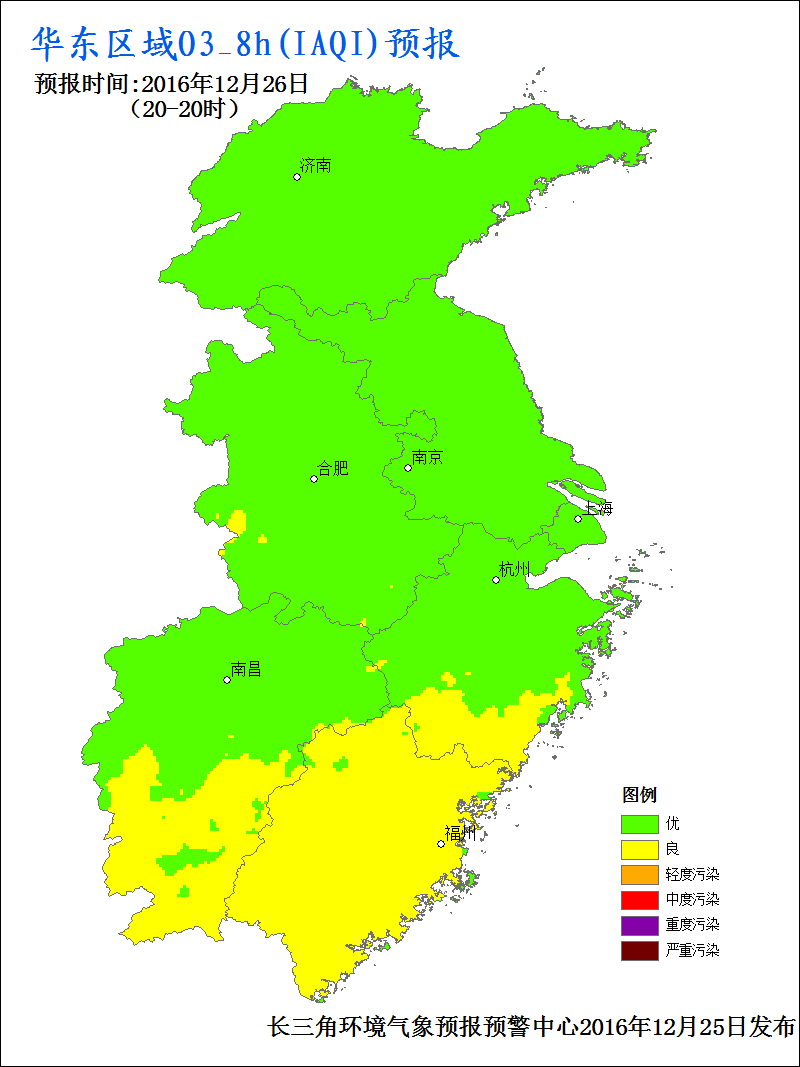 华东区域O3_8h(IAQI)预报
预报时间:2016年12月26日
（20-20时）
济南
南京
合肥
上海
杭州
南昌
福州
图例
优
良
轻度污染
中度污染
重度污染
严重污染
长三角环境气象预报预警中心2016年12月25日发布